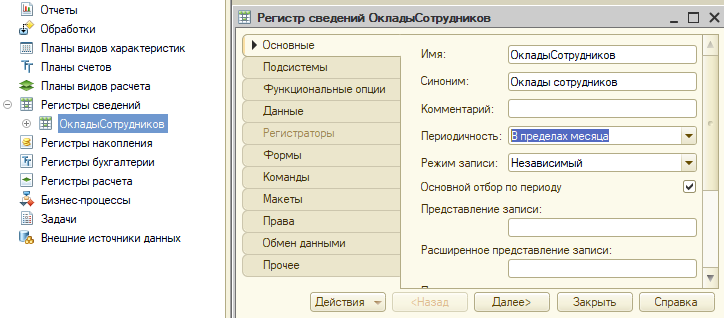 Отчеты
Обработки
Планы видов характеристик
Планы счетов
Планы видов расчета
Регистры сведений
ОкладыСотрудников
Регистры накопления
Регистры бухгалтерии
Регистры расчета
Бизнес-процессы
Задачи
Внешние источники данных
Регистр сведений ОкладыСотрудников
Основные
Подсистемы
Функциональные опции
Данные
Регистраторы
Формы
Команды
Макеты
Права
Обмен данными
Прочее
Имя: ОкладыСотрудников
Синоним: Оклады сотрудников
Комментарий:
Периодичность: В пределах месяца
Режим записи: Независимый
Основной отбор по периоду
Представление записи:
Расширенное представление записи:
Действия <Назад Далее> Закрыть Справка